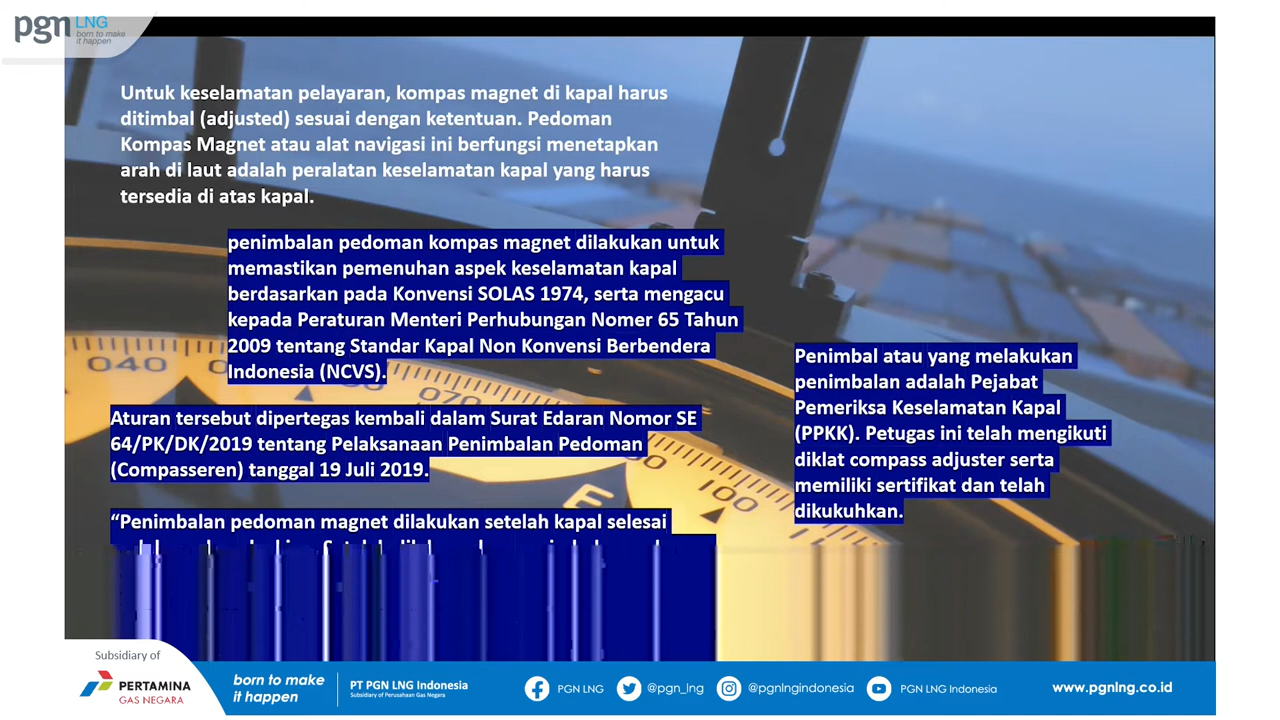 pgn LNG
born to make
it happen
Untuk keselamatan pelayaran, kompas magnet di kapal harus
ditimbal (adjusted) sesuai dengan ketentuan. Pedoman
Kompas Magnet atau alat navigasi ini berfungsi menetapkan
arah di laut adalah peralatan keselamatan kapal yang harus
tersedia di atas kapal.
penimbalan pedoman kompas magnet dilakukan untuk
memastikan pemenuhan aspek keselamatan kapal
berdasarkan pada Konvensi SOLAS 1974, serta mengacu
kepada Peraturan Menteri Perhubungan Nomer 65 Tahun
2009 tentang Standar Kapal Non Konvensi Berbendera
Indonesia (NCVS).
Aturan tersebut dipertegas kembali dalam Surat Edaran Nomor SE
64/PK/DK/2019 tentang Pelaksanaan Penimbalan Pedoman
(Compasseren) tanggal 19 Juli 2019.
“Penimbalan pedoman magnet dilakukan setelah kapal selesai
Penimbal atau yang melakukan
penimbalan adalah Pejabat
Pemeriksa Keselamatan Kapal
(PPKK). Petugas ini telah mengikuti
diklat compass adjuster serta
memiliki sertifikat dan telah
dikukuhkan.
040
070
100
E
Subsidiary of
PERTAMINA
GAS NEGARA
born to make
it happen
PT PGN LNG Indonesia
Subsidiary of Perusahaan Gas Negara
PGN LNG
@pgn_lng
@pgnlngindonesia
PGN LNG Indonesia
www.pgnlng.co.id